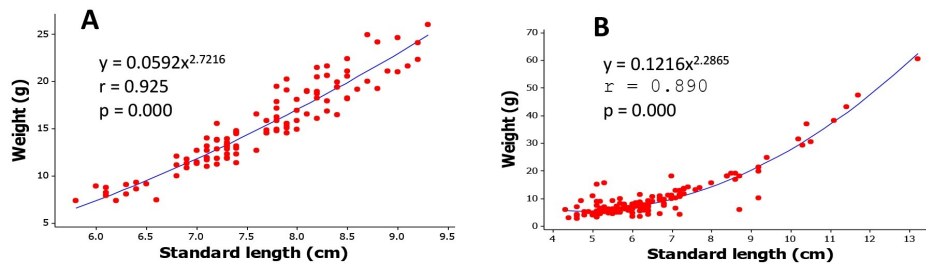 A
y = 0.0592x^2.7216
r = 0.925
p = 0.000
Weight (g)
25
20
15
10
5
6.0 6.5 7.0 7.5 8.0 8.5 9.0 9.5
Standard length (cm)
B
y = 0.1216x^2.2865
r = 0.890
p = 0.000
Weight (g)
70
60
50
40
30
20
10
0
4 5 6 7 8 9 10 11 12 13
Standard length (cm)